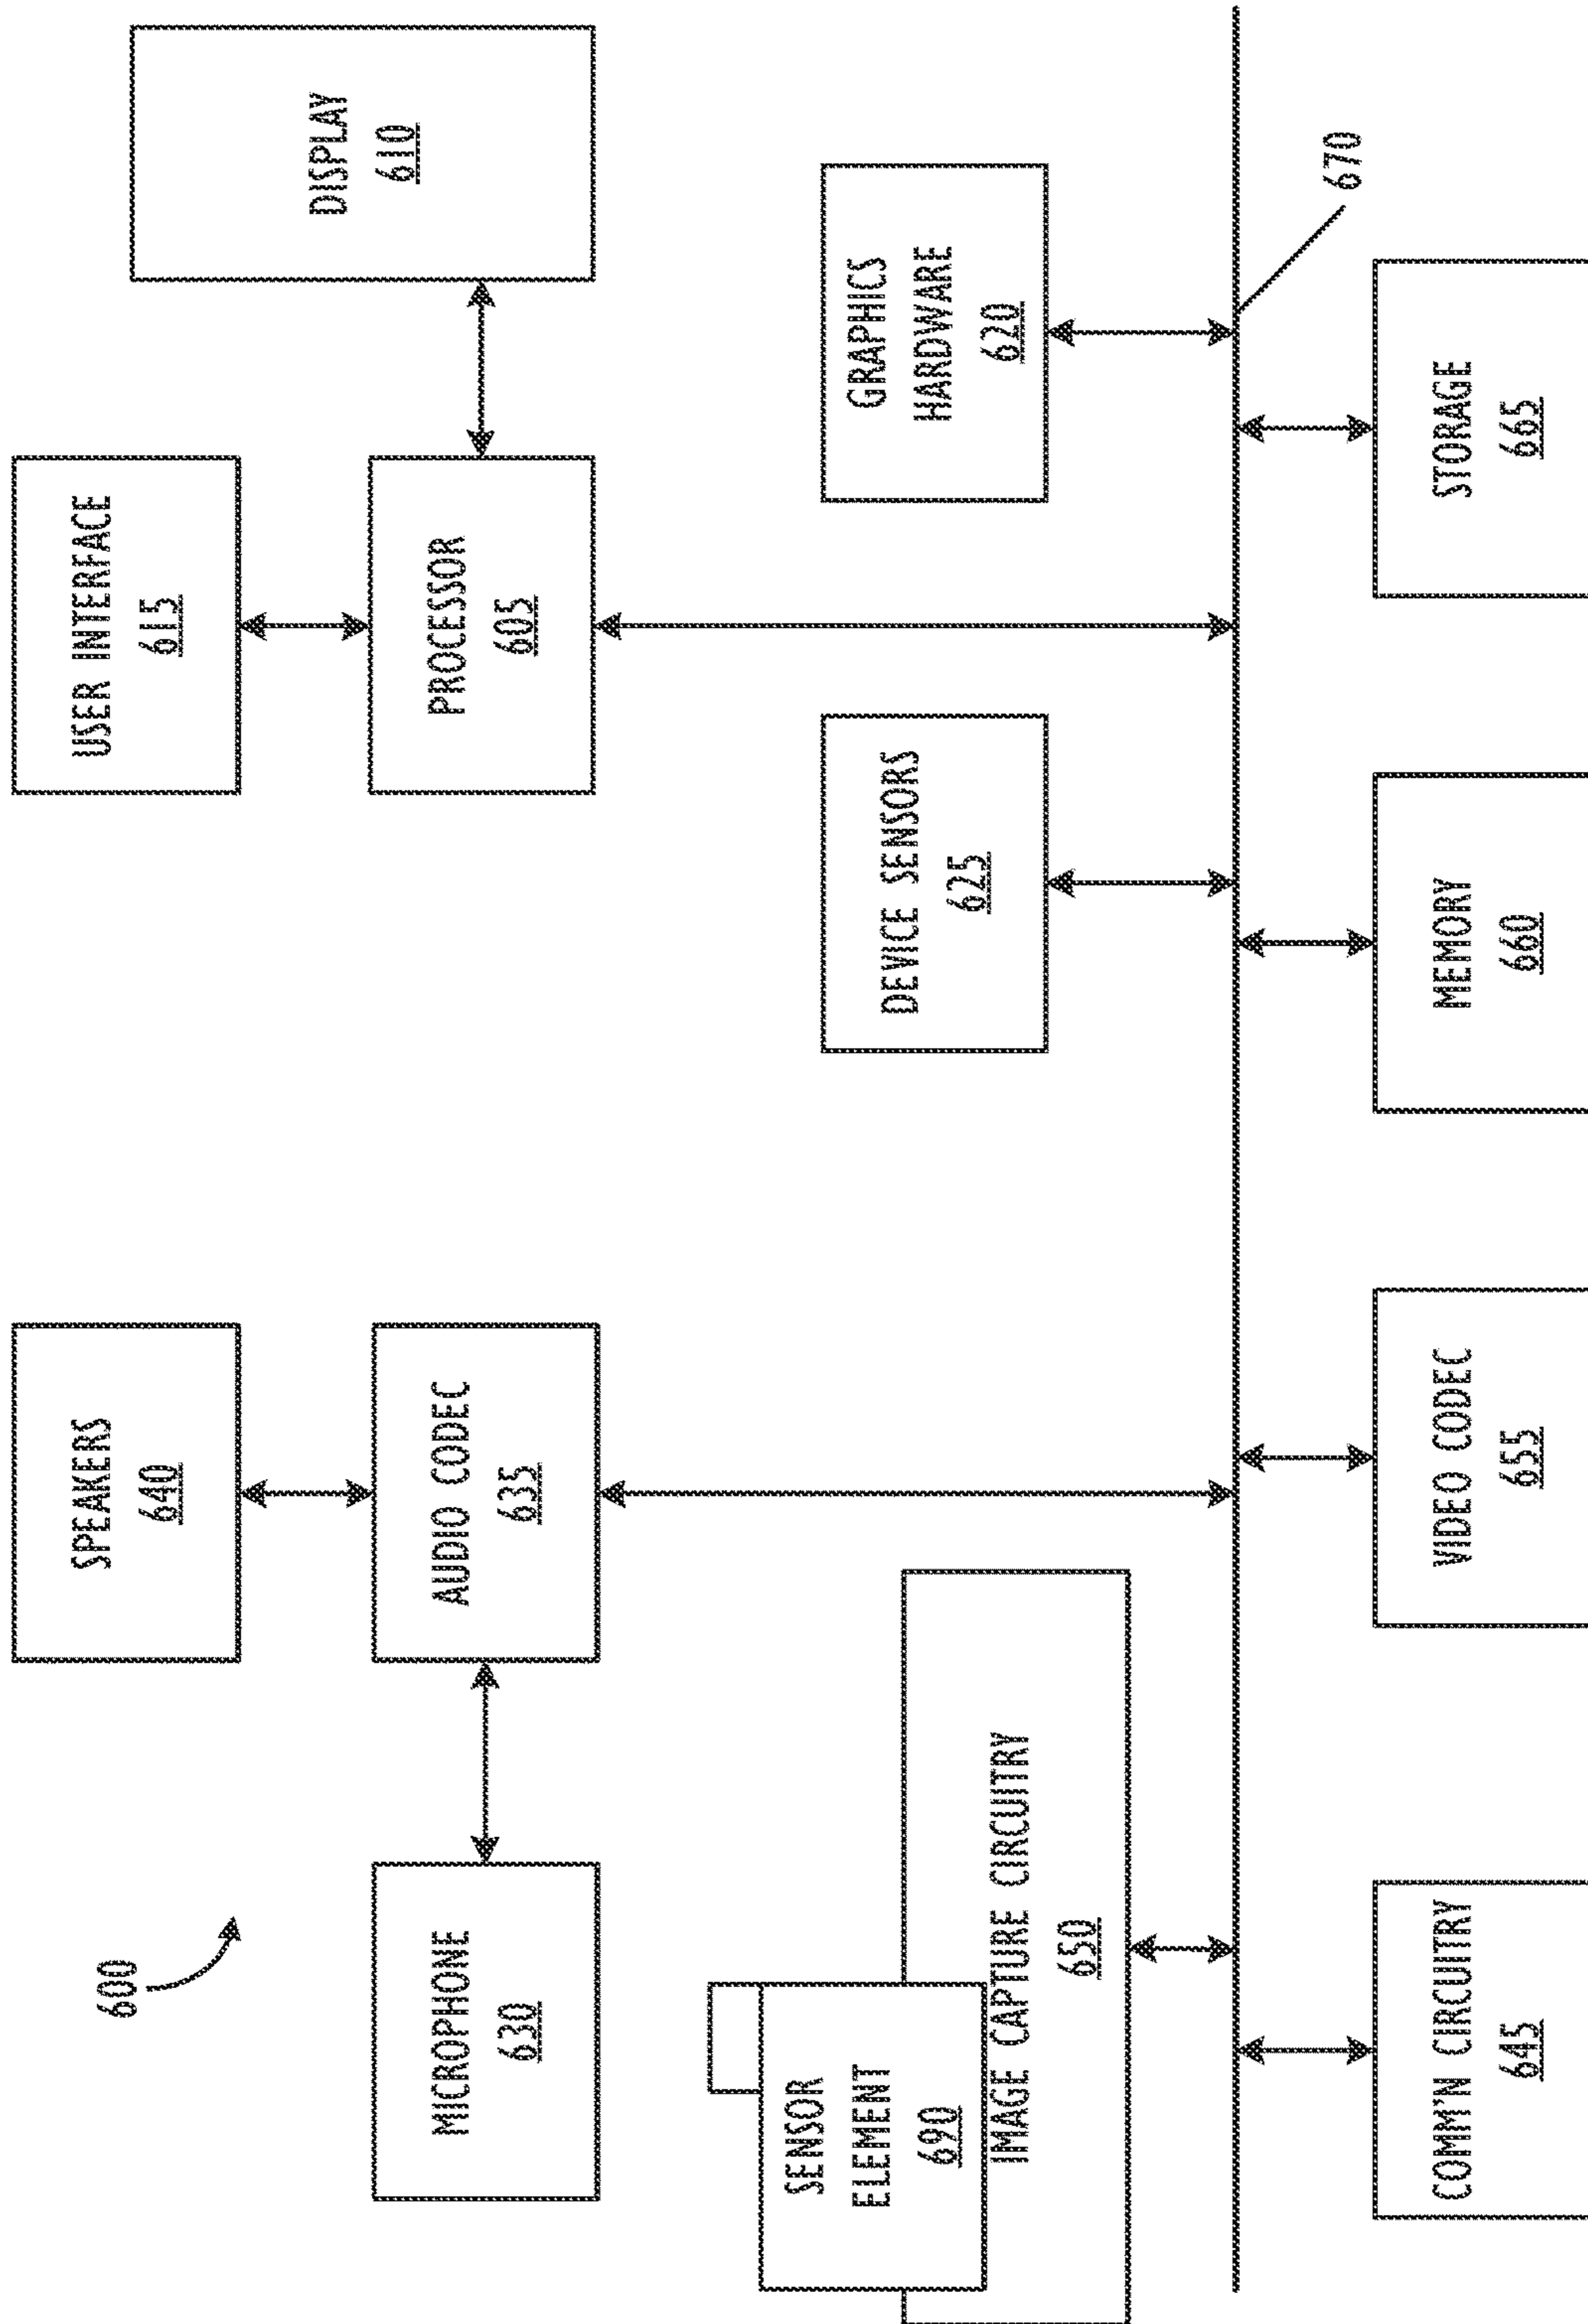 600
SPEAKERS
640
USER INTERFACE
615
MICROPHONE
630
AUDIO CODEC
635
PROCESSOR
605
DISPLAY
610
SENSOR
ELEMENT
690
IMAGE CAPTURE CIRCUITRY
650
DEVICE SENSORS
625
GRAPHICS
HARDWARE
620
670
COMM'N CIRCUITRY
645
VIDEO CODEC
655
MEMORY
660
STORAGE
665